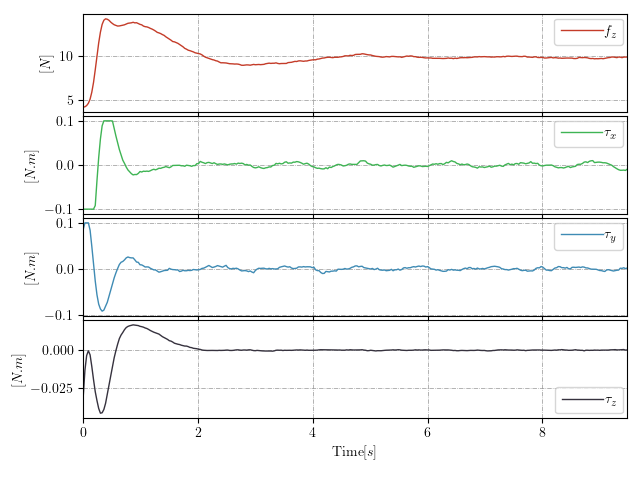 f_z
10
5
[N]
τ_x
0.1
0.0
−0.1
[N.m]
τ_y
0.1
0.0
−0.1
[N.m]
0.000
−0.025
[N.m]
τ_z
0 2 4 6 8
Time[s]